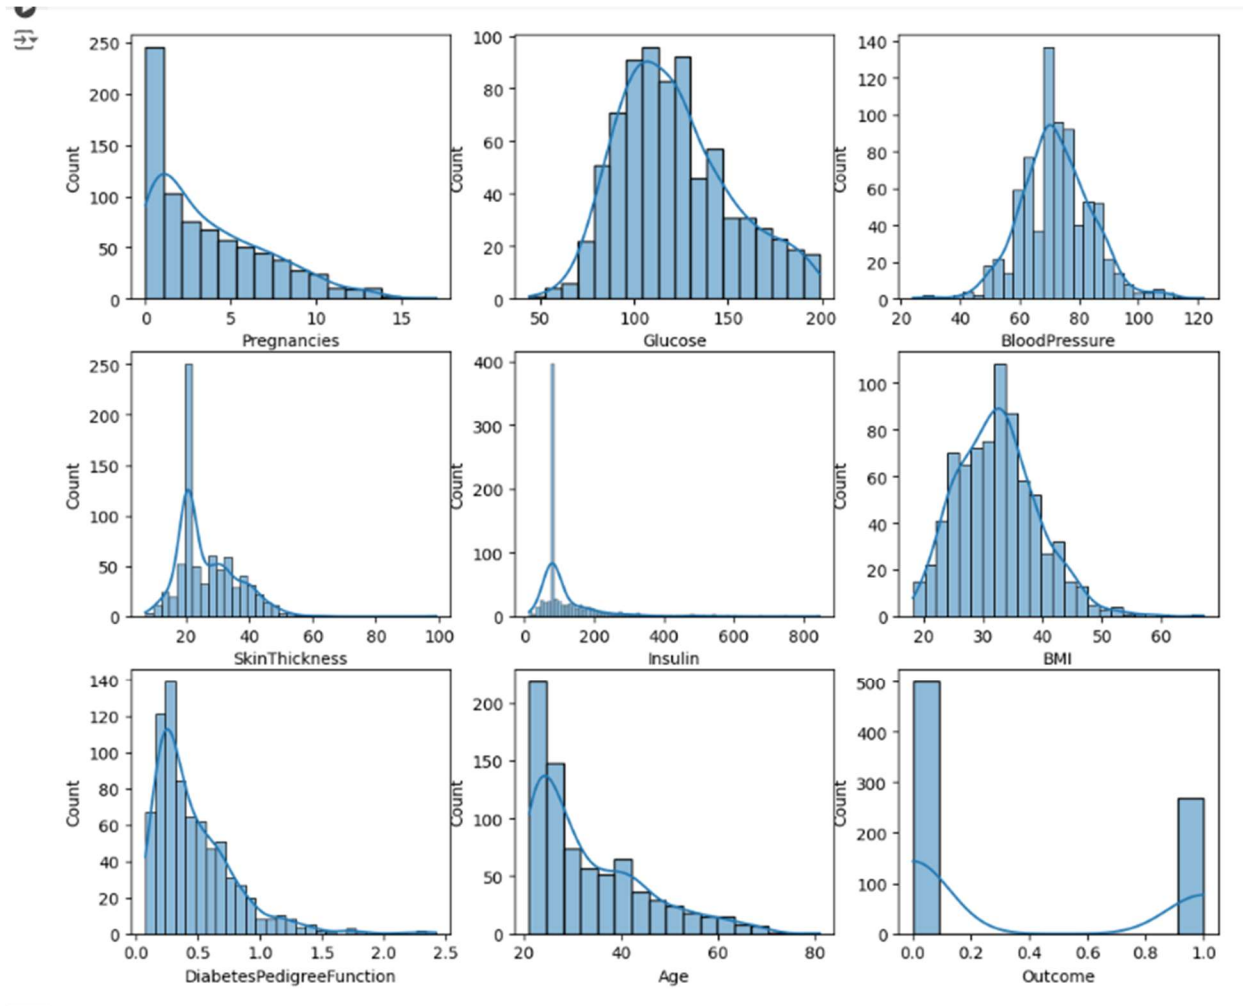 250
200
150
100
50
0
Count
0 5 10 15
Pregnancies
100
80
60
40
20
0
Count
50 100 150 200
Glucose
140
120
100
80
60
40
20
0
Count
20 40 60 80 100 120
BloodPressure
250
200
150
100
50
0
Count
20 40 60 80 100
SkinThickness
400
300
200
100
0
Count
0 200 400 600 800
Insulin
100
80
60
40
20
0
Count
20 30 40 50 60
BMI
140
120
100
80
60
40
20
0
Count
0.0 0.5 1.0 1.5 2.0 2.5
DiabetesPedigreeFunction
200
150
100
50
0
Count
20 40 60 80
Age
500
400
300
200
100
0
Count
0.0 0.2 0.4 0.6 0.8 1.0
Outcome